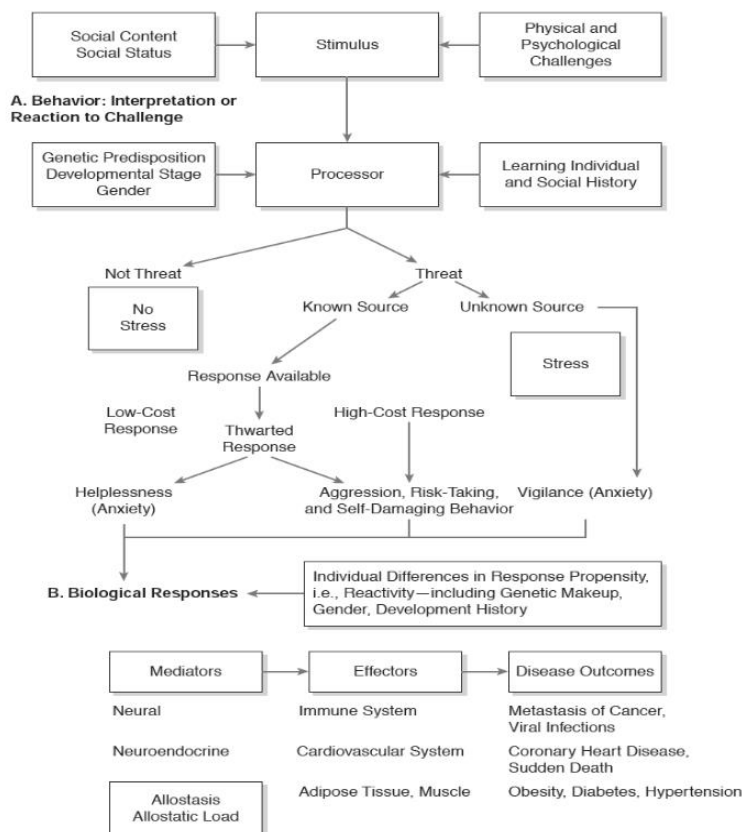 Social Content
Social Status
Stimulus
Physical and
Psychological
Challenges
A. Behavior: Interpretation or
Reaction to Challenge
Genetic Predisposition
Developmental Stage
Gender
Processor
Learning Individual
and Social History
Not Threat
Threat
No
Stress
Known Source
Unknown Source
Stress
Response Available
Low-Cost
Response
High-Cost Response
Thwarted
Response
Helplessness
(Anxiety)
Aggression, Risk-Taking,
and Self-Damaging Behavior
Vigilance (Anxiety)
B. Biological Responses
Individual Differences in Response Propensity,
i.e., Reactivity—including Genetic Makeup,
Gender, Development History
Mediators
Effectors
Disease Outcomes
Neural
Immune System
Metastasis of Cancer,
Viral Infections
Neuroendocrine
Cardiovascular System
Coronary Heart Disease,
Sudden Death
Allostasis
Allostatic Load
Adipose Tissue, Muscle
Obesity, Diabetes, Hypertension